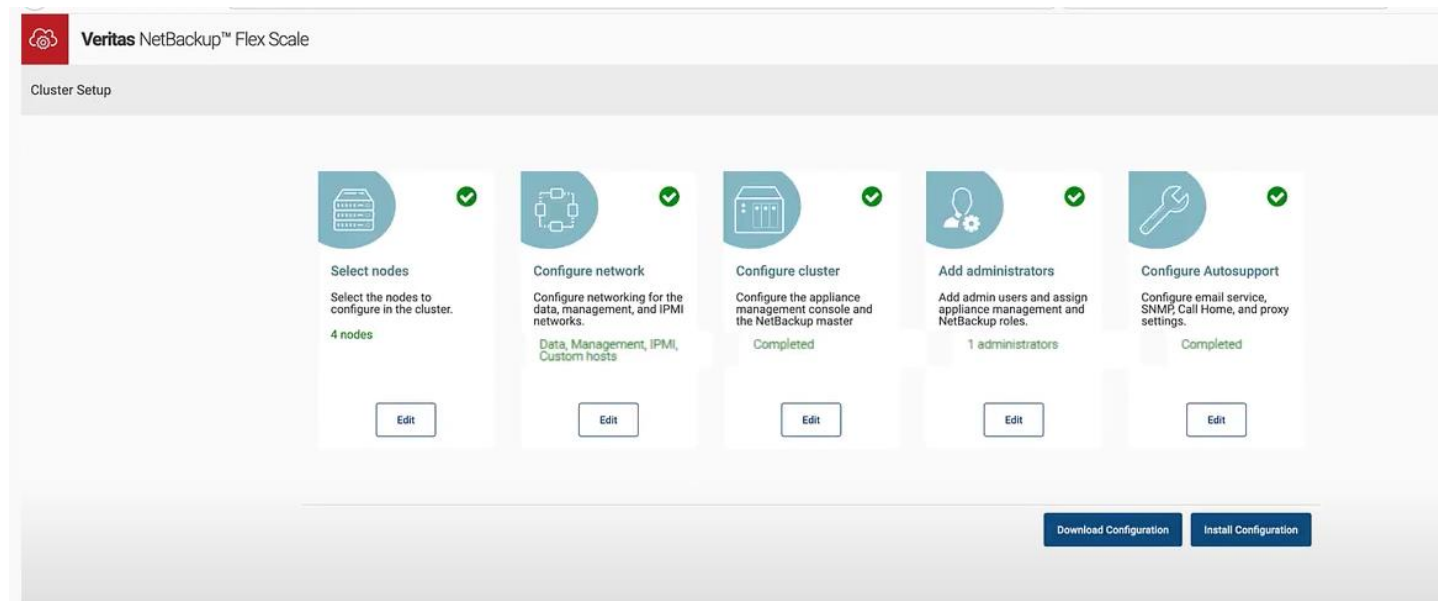 Veritas NetBackup™ Flex Scale
Cluster Setup
Select nodes
Select the nodes to
configure in the cluster.
4 nodes
Edit
Configure network
Configure networking for the
data, management, and IPMI
networks.
Data, Management, IPMI,
Custom hosts
Edit
Configure cluster
Configure the appliance
management console and
the NetBackup master
Completed
Edit
Add administrators
Add admin users and assign
appliance management and
NetBackup roles.
1 administrators
Edit
Configure Autosupport
Configure email service,
SNMP, Call Home, and proxy
settings.
Completed
Edit
Download Configuration
Install Configuration